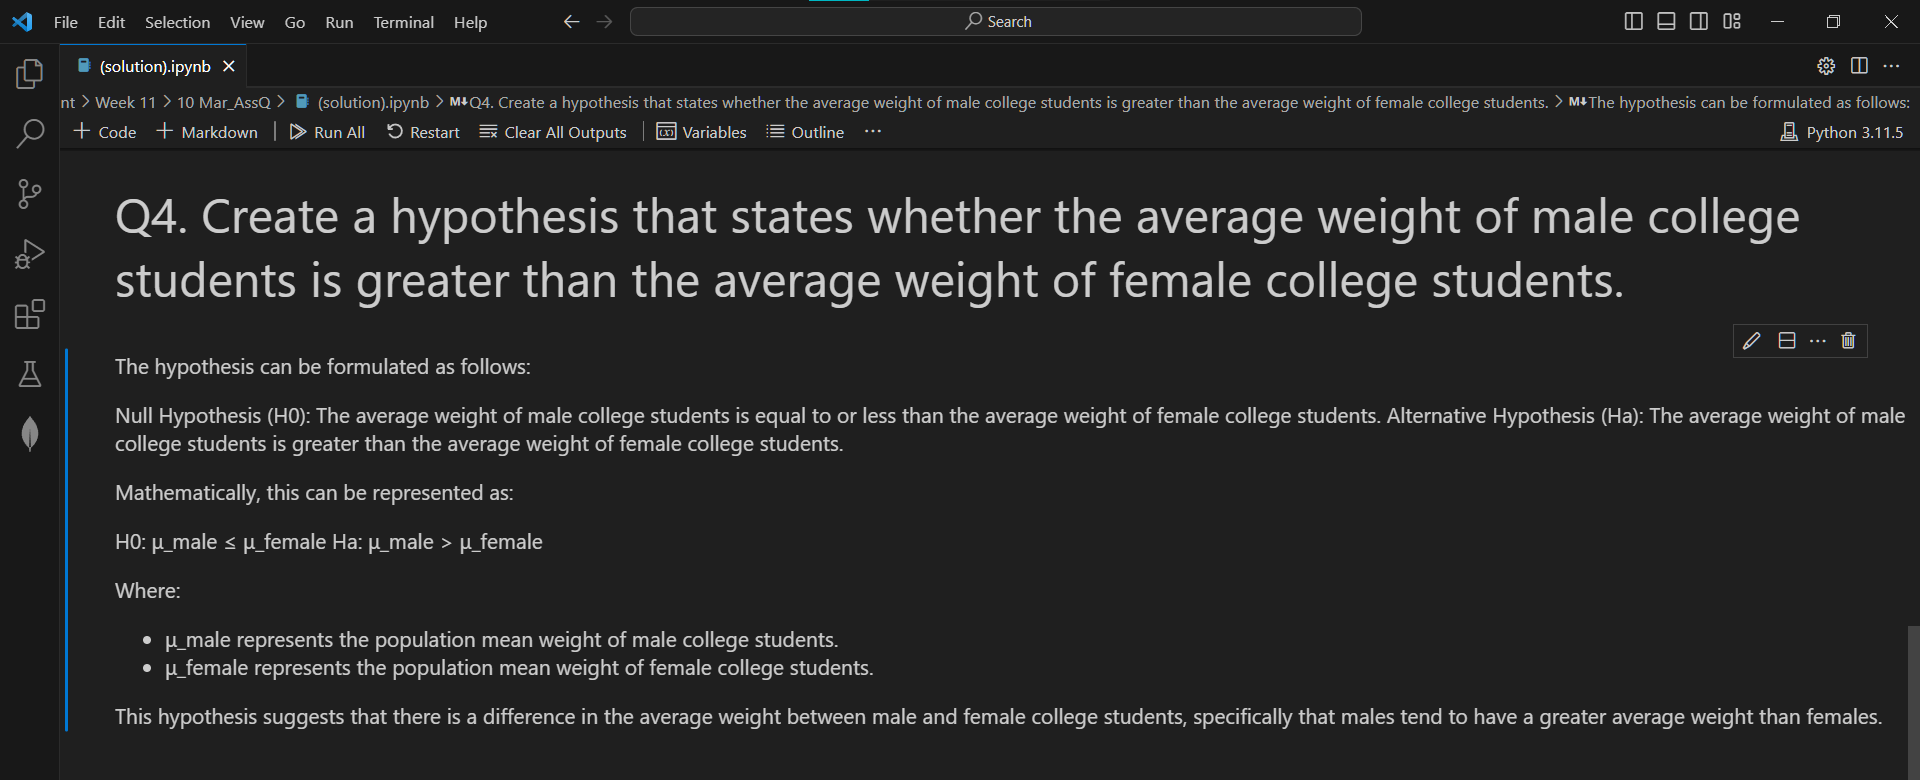 File Edit Selection View Go Run Terminal Help Search
(solution).ipynb
nt > Week 11 > 10 Mar_AssQ > (solution).ipynb > M↓Q4. Create a hypothesis that states whether the average weight of male college students is greater than the average weight of female college students. > M↓The hypothesis can be formulated as follows:
+ Code + Markdown Run All Restart Clear All Outputs Variables Outline ... Python 3.11.5
Q4. Create a hypothesis that states whether the average weight of male college
students is greater than the average weight of female college students.
The hypothesis can be formulated as follows:
Null Hypothesis (H0): The average weight of male college students is equal to or less than the average weight of female college students. Alternative Hypothesis (Ha): The average weight of male
college students is greater than the average weight of female college students.
Mathematically, this can be represented as:
H0: μ_male ≤ μ_female Ha: μ_male > μ_female
Where:
• μ_male represents the population mean weight of male college students.
• μ_female represents the population mean weight of female college students.
This hypothesis suggests that there is a difference in the average weight between male and female college students, specifically that males tend to have a greater average weight than females.